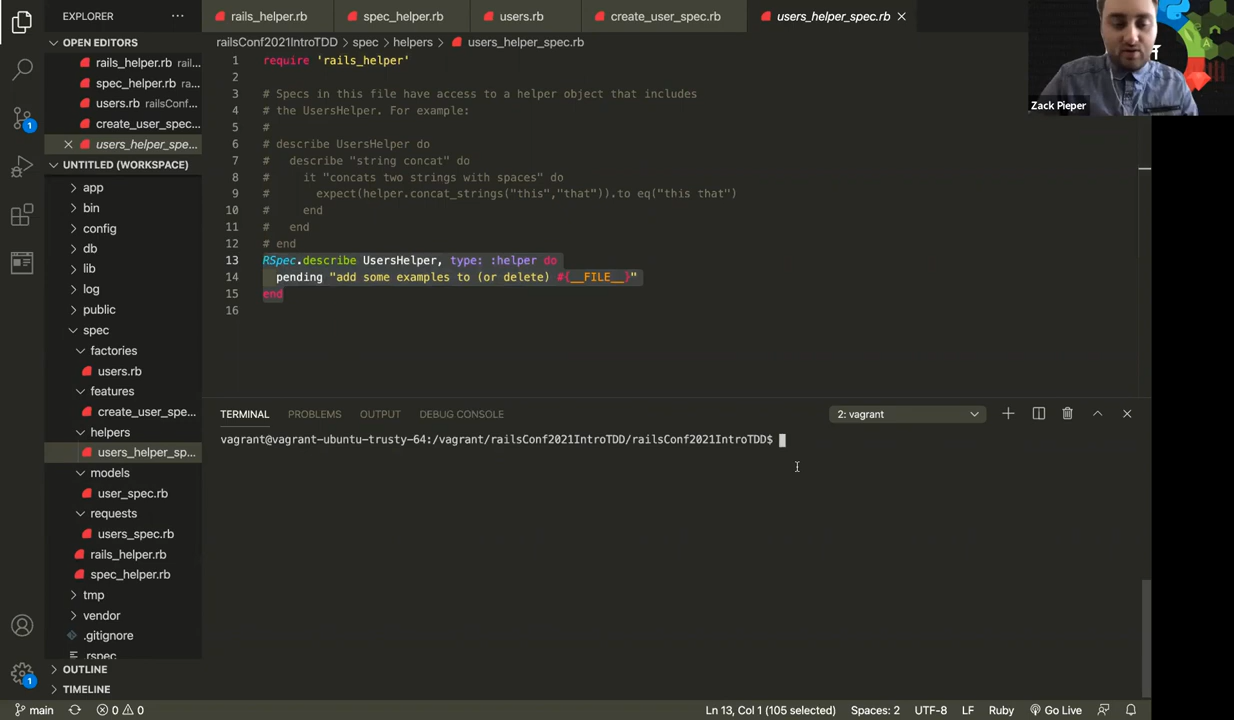 EXPLORER
···
rails_helper.rb
spec_helper.rb
users.rb
create_user_spec.rb
users_helper_spec.rb
railsConf2021IntroTDD > spec > helpers > users_helper_spec.rb
OPEN EDITORS
rails_helper.rb rail...
spec_helper.rb rail...
users.rb railsConf...
create_user_spec...
users_helper_spe...
UNTITLED (WORKSPACE)
app
bin
config
db
lib
log
public
spec
factories
users.rb
features
create_user_spe...
helpers
users_helper_sp...
models
user_spec.rb
requests
users_spec.rb
rails_helper.rb
spec_helper.rb
tmp
vendor
.gitignore
.rspec
OUTLINE
TIMELINE
1 require 'rails_helper'
2
3 # Specs in this file have access to a helper object that includes
4 # the UsersHelper. For example:
5 #
6 # describe UsersHelper do
7 #   describe "string concat" do
8 #     it "concats two strings with spaces" do
9 #       expect(helper.concat_strings("this","that")).to eq("this that")
10 #     end
11 #   end
12 # end
13 RSpec.describe UsersHelper, type: :helper do
14   pending "add some examples to (or delete) #{__FILE__}"
15 end
16
Zack Pieper
TERMINAL PROBLEMS OUTPUT DEBUG CONSOLE
2: vagrant
vagrant@vagrant-ubuntu-trusty-64:/vagrant/railsConf2021IntroTDD/railsConf2021IntroTDD$
1
1
main
0 0
Ln 13, Col 1 (105 selected)
Spaces: 2
UTF-8
LF
Ruby
Go Live